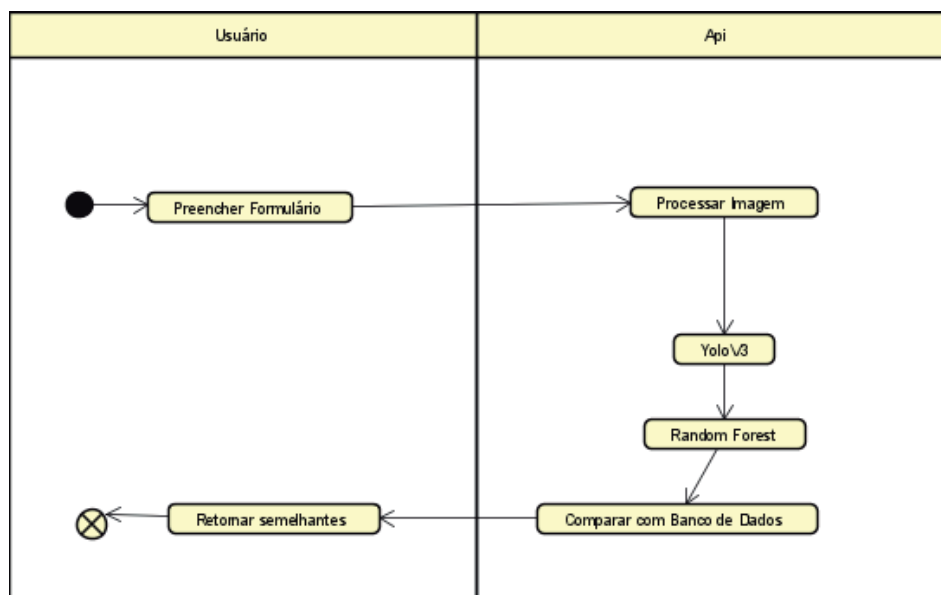 Usuário
Api
Preencher Formulário
Processar Imagem
YoloV3
Random Forest
Retornar semelhantes
Comparar com Banco de Dados